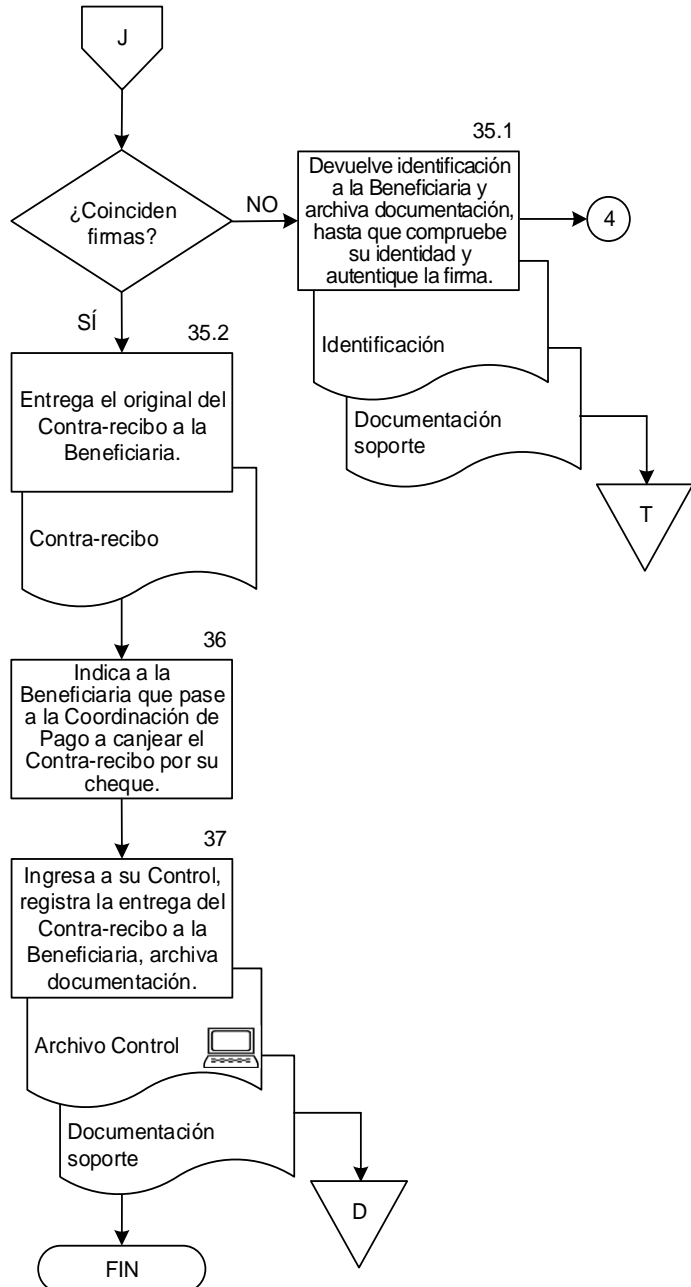 J
¿Coinciden
firmas?
NO
35.1
Devuelve identificación
a la Beneficiaria y
archiva documentación,
hasta que compruebe
su identidad y
autentique la firma.
4
Identificación
Documentación
soporte
T
SÍ
35.2
Entrega el original del
Contra-recibo a la
Beneficiaria.
Contra-recibo
36
Indica a la
Beneficiaria que pase
a la Coordinación de
Pago a canjear el
Contra-recibo por su
cheque.
37
Ingresa a su Control,
registra la entrega del
Contra-recibo a la
Beneficiaria, archiva
documentación.
Archivo Control
Documentación
soporte
D
FIN